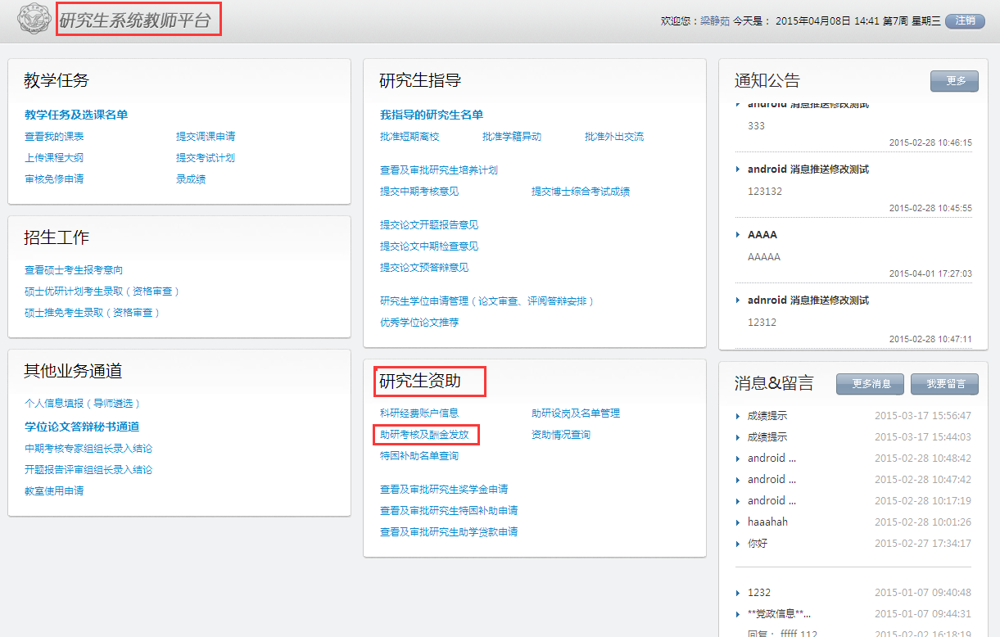 研究生系统教师平台
欢迎您：梁静茹 今天是： 2015年04月08日 14:41 第7周 星期三 注销
教学任务
教学任务及选课名单
查看我的课表 提交调课申请
上传课程大纲 提交考试计划
审核免修申请 录成绩
招生工作
查看硕士考生报考意向
硕士优研计划考生录取（资格审查）
硕士推免考生录取（资格审查）
其他业务通道
个人信息填报（导师遴选）
学位论文答辩秘书通道
中期考核专家组组长录入结论
开题报告评审组组长录入结论
教室使用申请
研究生指导
我指导的研究生名单
批准短期离校 批准学籍异动 批准外出交流
查看及审批研究生培养计划
提交中期考核意见 提交博士综合考试成绩
提交论文开题报告意见
提交论文中期检查意见
提交论文预答辩意见
研究生学位申请管理（论文审查、评阅答辩安排）
优秀学位论文推荐
研究生资助
科研经费账户信息 助研设岗及名单管理
助研考核及酬金发放 资助情况查询
特困补助名单查询
查看及审批研究生奖学金申请
查看及审批研究生特困补助申请
查看及审批研究生助学贷款申请
通知公告 更多
android 消息推送修改测试
333
2015-02-28 10:46:15
android 消息推送修改测试
123132
2015-02-28 10:45:55
AAAA
AAAAA
2015-04-01 17:27:03
adnroid 消息推送修改测试
12312
2015-02-28 10:47:11
消息&留言 更多消息 我要留言
成绩提示 2015-03-17 15:56:47
成绩提示 2015-03-17 15:44:03
android ... 2015-02-28 10:48:42
android ... 2015-02-28 10:47:42
android ... 2015-02-28 10:17:19
haaahah 2015-02-28 10:01:26
你好 2015-02-27 17:34:17
1232 2015-01-07 09:40:48
**党政信息**... 2015-01-07 09:44:31
回复： fffff 112 2015-02-02 16:18:19